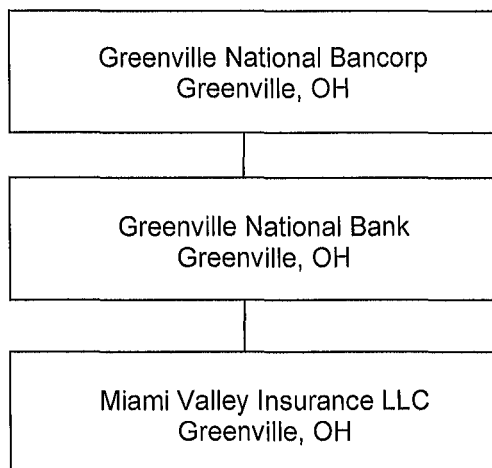 Greenville National Bancorp
Greenville, OH
Greenville National Bank
Greenville, OH
Miami Valley Insurance LLC
Greenville, OH